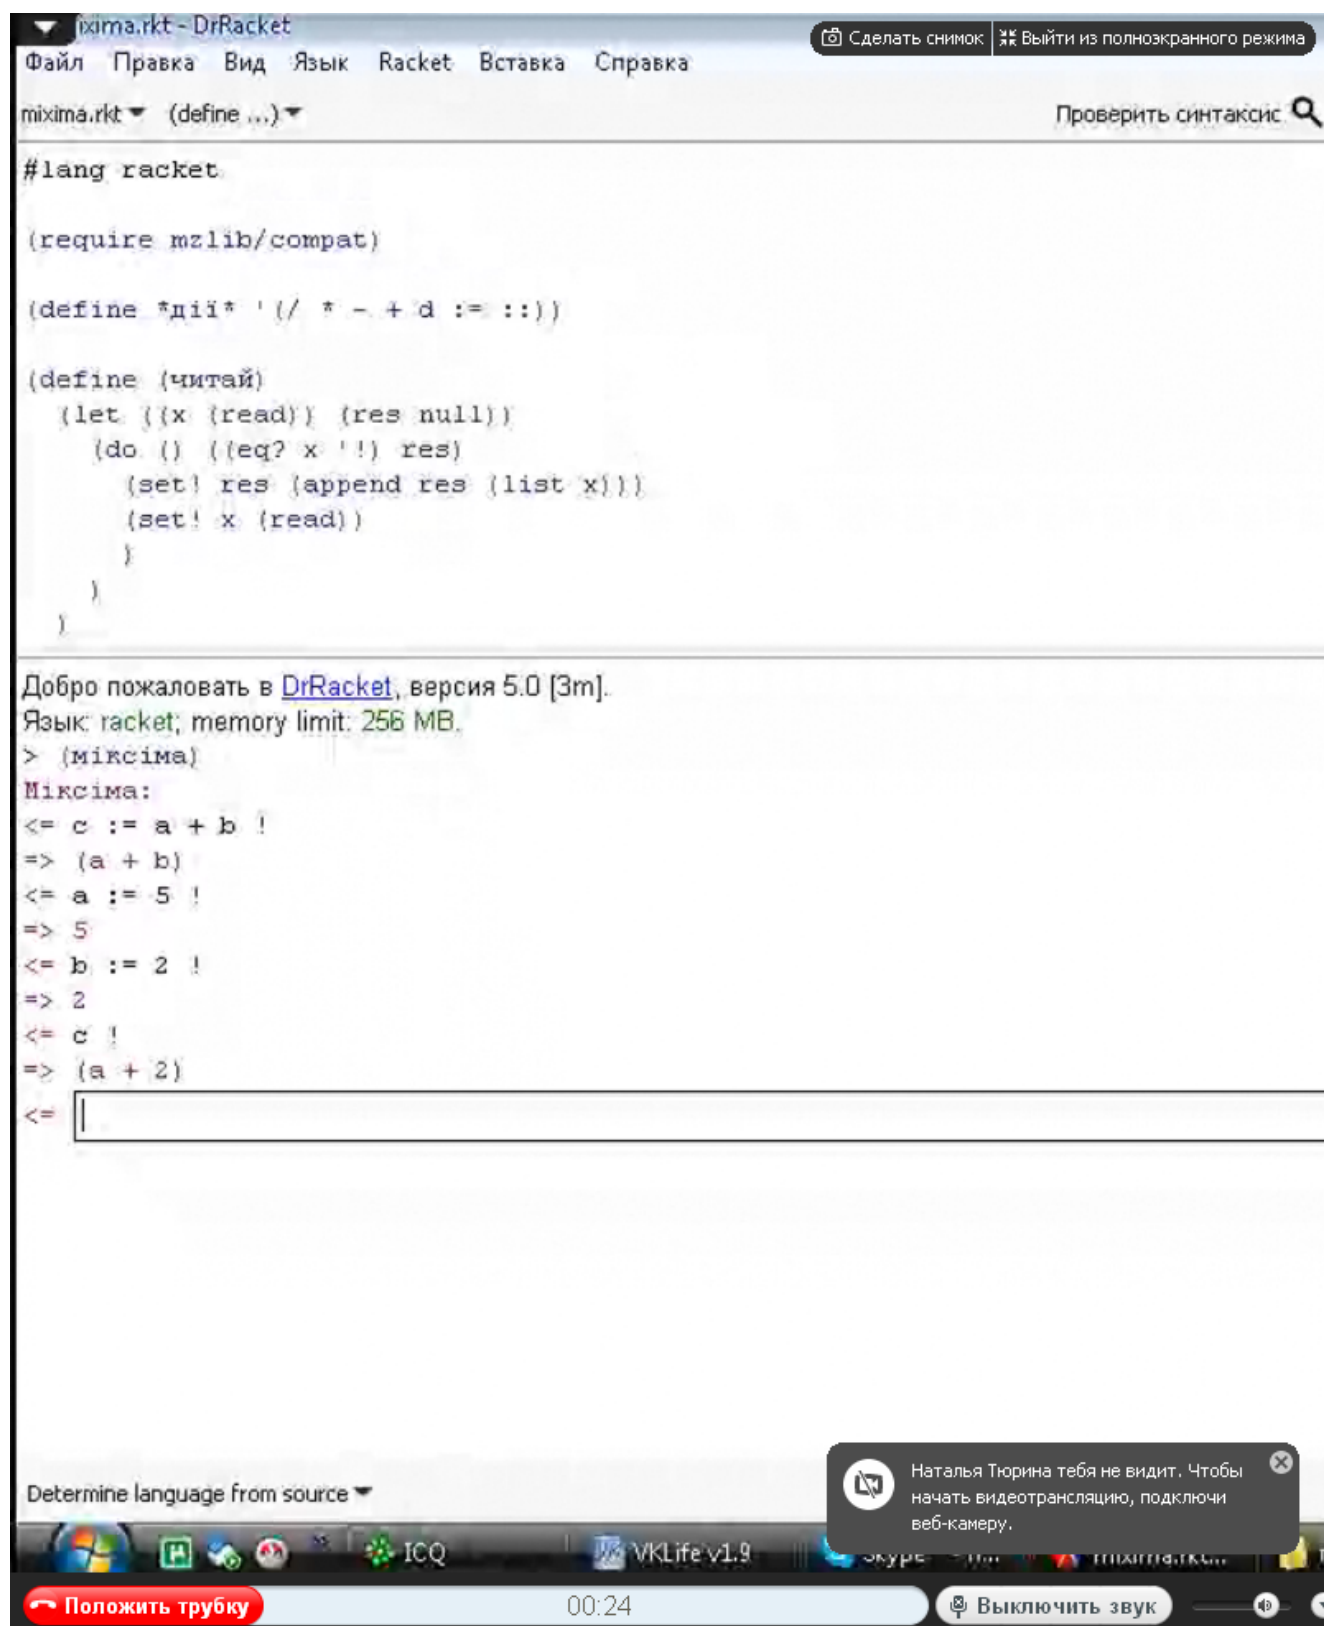 ixima.rkt - DrRacket
Сделать снимок
Выйти из полноэкранного режима
Файл Правка Вид Язык Racket Вставка Справка
mixima.rkt (define ...)
Проверить синтаксис
#lang racket
(require mzlib/compat)
(define *дії* '(/ * - + d := ::))
(define (читай)
(let ((x (read)) (res null))
(do () ((eq? x '!) res)
(set! res (append res (list x)))
(set! x (read))
)
)
)
Добро пожаловать в DrRacket, версия 5.0 [3m].
Язык: racket; memory limit: 256 MB.
> (міксіма)
Міксіма:
<= c := a + b !
=> (a + b)
<= a := 5 !
=> 5
<= b := 2 !
=> 2
<= c !
=> (a + 2)
<=
Determine language from source
Наталья Тюрина тебя не видит. Чтобы
начать видеотрансляцию, подключи
веб-камеру.
ICQ
VKLife v1.9
Skype
mixima.rkt...
Положить трубку
00:24
Выключить звук